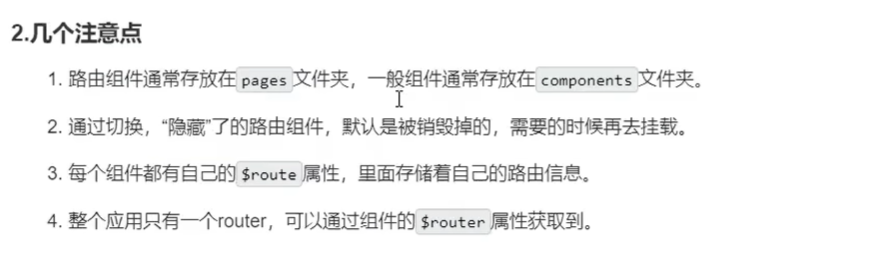 2.几个注意点
1. 路由组件通常存放在pages文件夹，一般组件通常存放在components文件夹。
2. 通过切换，“隐藏”了的路由组件，默认是被销毁掉的，需要的时候再去挂载。
3. 每个组件都有自己的$route属性，里面存储着自己的路由信息。
4. 整个应用只有一个router，可以通过组件的$router属性获取到。